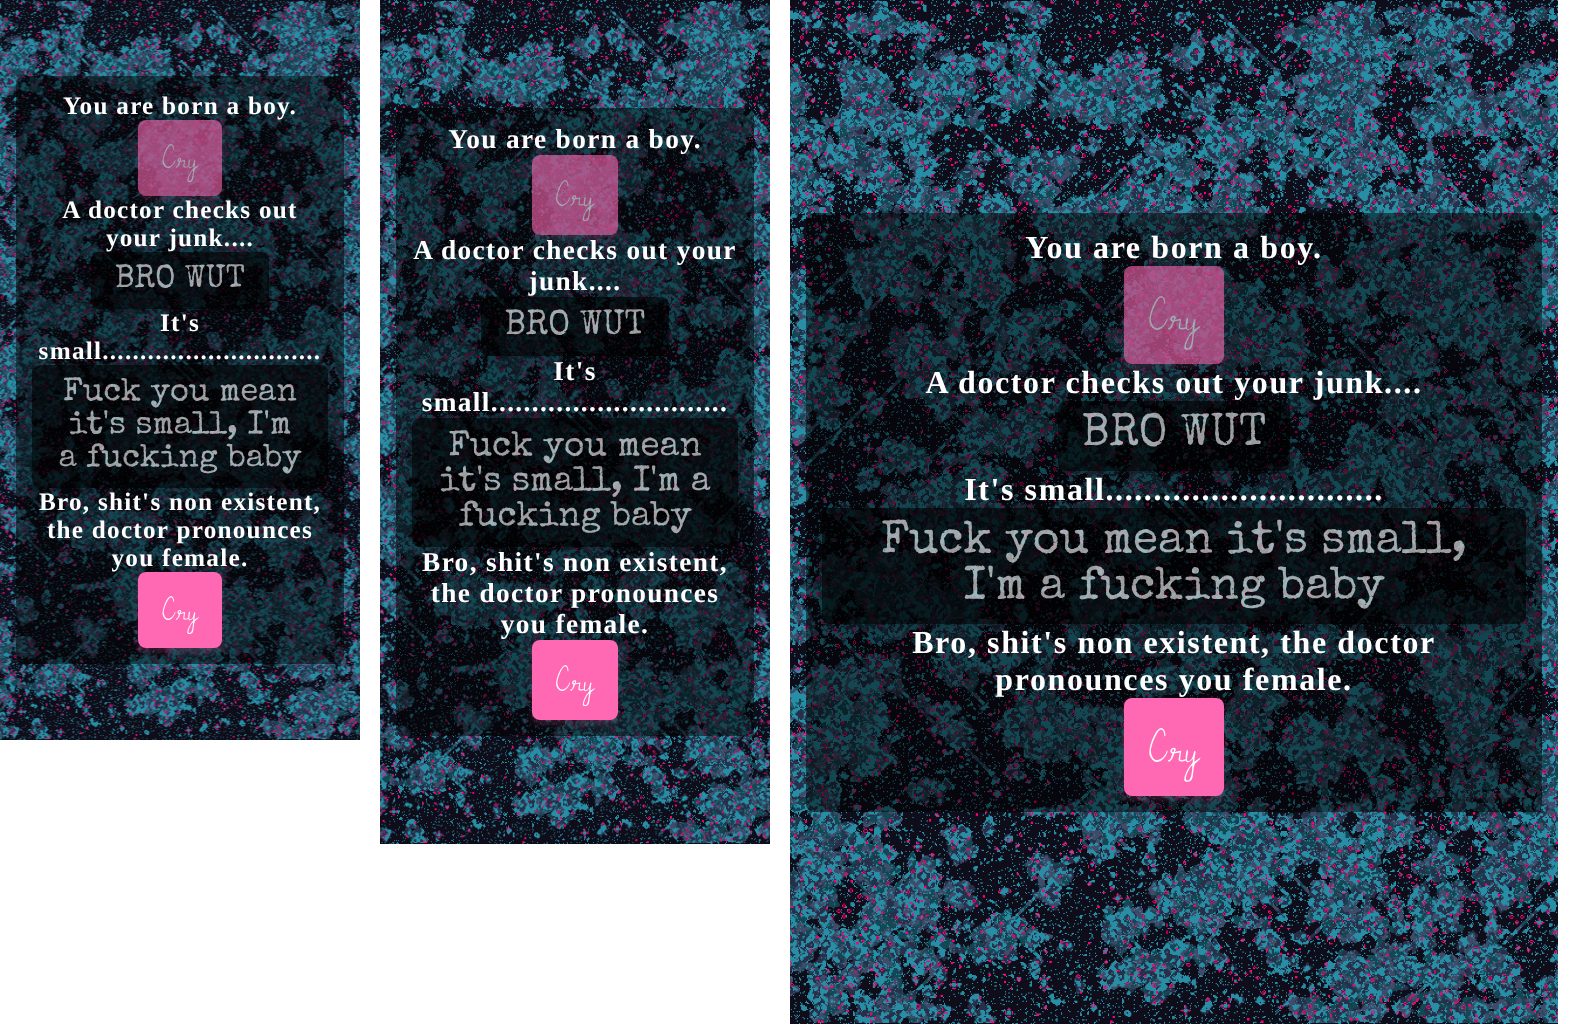 You are born a boy.
Cry
A doctor checks out
your junk....
BRO WUT
It's
small.............................
Fuck you mean
it's small, I'm
a fucking baby
Bro, shit's non existent,
the doctor pronounces
you female.
Cry
You are born a boy.
Cry
A doctor checks out your
junk....
BRO WUT
It's
small.............................
Fuck you mean
it's small, I'm a
fucking baby
Bro, shit's non existent,
the doctor pronounces
you female.
Cry
You are born a boy.
Cry
A doctor checks out your junk....
BRO WUT
It's small.............................
Fuck you mean it's small,
I'm a fucking baby
Bro, shit's non existent, the doctor
pronounces you female.
Cry